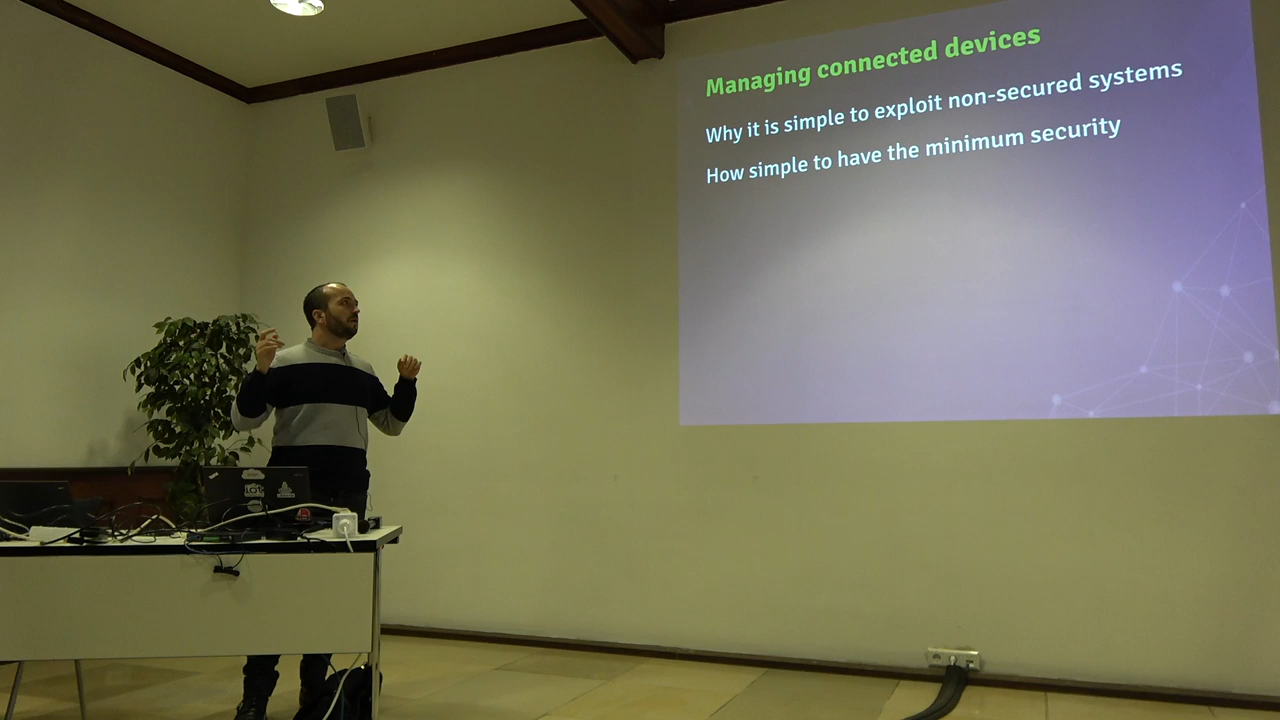 Managing connected devices
Why it is simple to exploit non-secured systems
How simple to have the minimum security